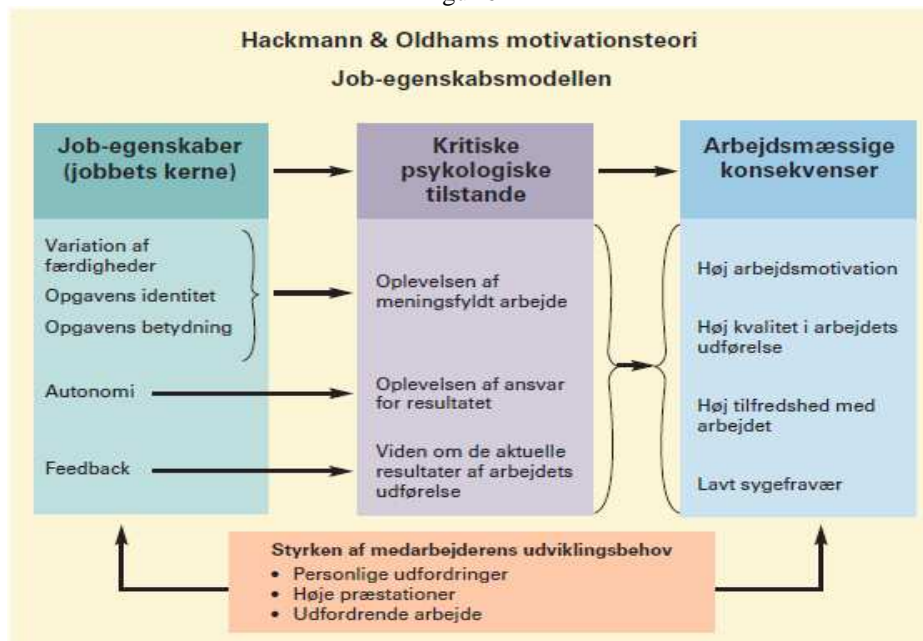 Hackmann & Oldhams motivationsteori
Job-egenskabsmodellen
Job-egenskaber
(jobbets kerne)
Variation af
færdigheder
Opgavens identitet
Opgavens betydning
Autonomi
Feedback
Kritiske
psykologiske
tilstande
Oplevelsen af
meningsfyldt arbejde
Oplevelsen af ansvar
for resultatet
Viden om de aktuelle
resultater af arbejdets
udførelse
Arbejdsmæssige
konsekvenser
Høj arbejdsmotivation
Høj kvalitet i arbejdets
udførelse
Høj tilfredshed med
arbejdet
Lavt sygefravær
Styrken af medarbejderens udviklingsbehov
• Personlige udfordringer
• Høje præstationer
• Udfordrende arbejde